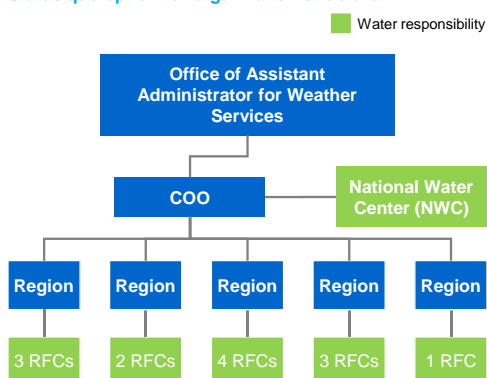 Water responsibility
Office of Assistant
Administrator for Weather
Services
COO
National Water
Center (NWC)
Region
Region
Region
Region
Region
3 RFCs
2 RFCs
4 RFCs
3 RFCs
1 RFC